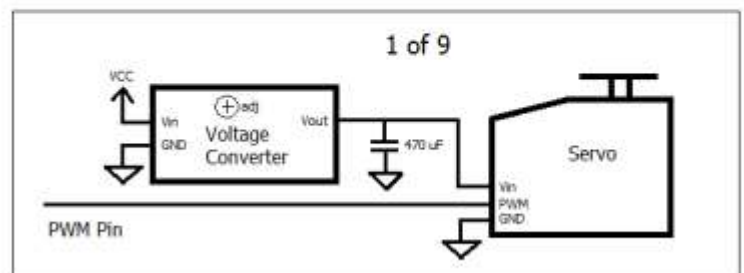 1 of 9
VCC
adj
Vin
Vout
GND
Voltage
Converter
470 uF
Servo
Vin
PWM
GND
PWM Pin